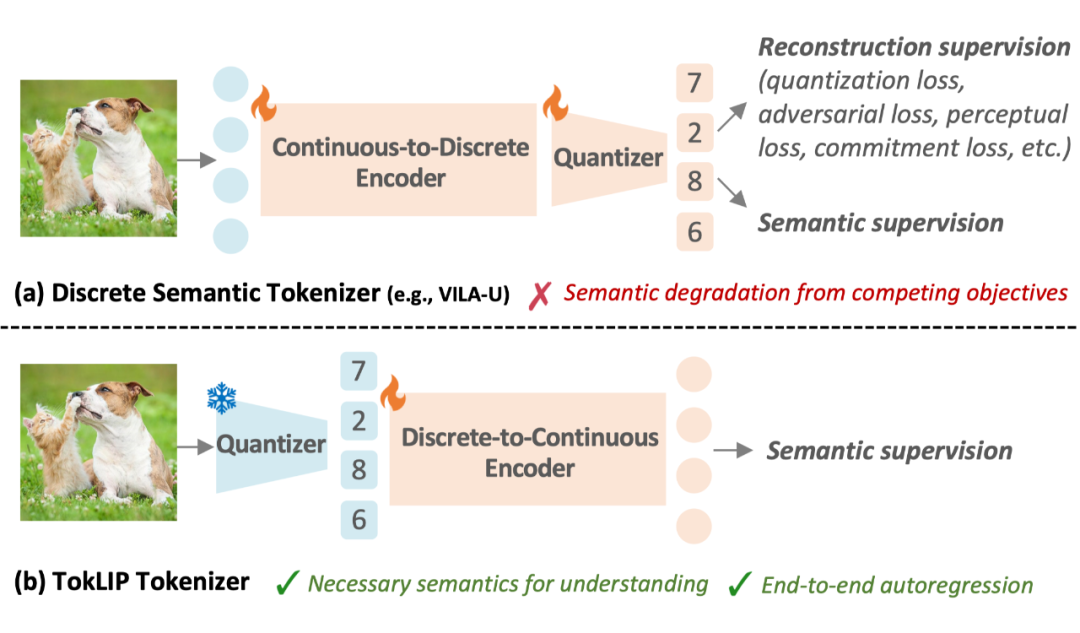 Reconstruction supervision
(quantization loss,
adversarial loss, perceptual
loss, commitment loss, etc.)
Continuous-to-Discrete
Encoder
Quantizer
7
2
8
6
Semantic supervision
(a) Discrete Semantic Tokenizer (e.g., VILA-U) ✗ Semantic degradation from competing objectives
Quantizer
7
2
8
6
Discrete-to-Continuous
Encoder
Semantic supervision
(b) TokLIP Tokenizer ✓ Necessary semantics for understanding ✓ End-to-end autoregression